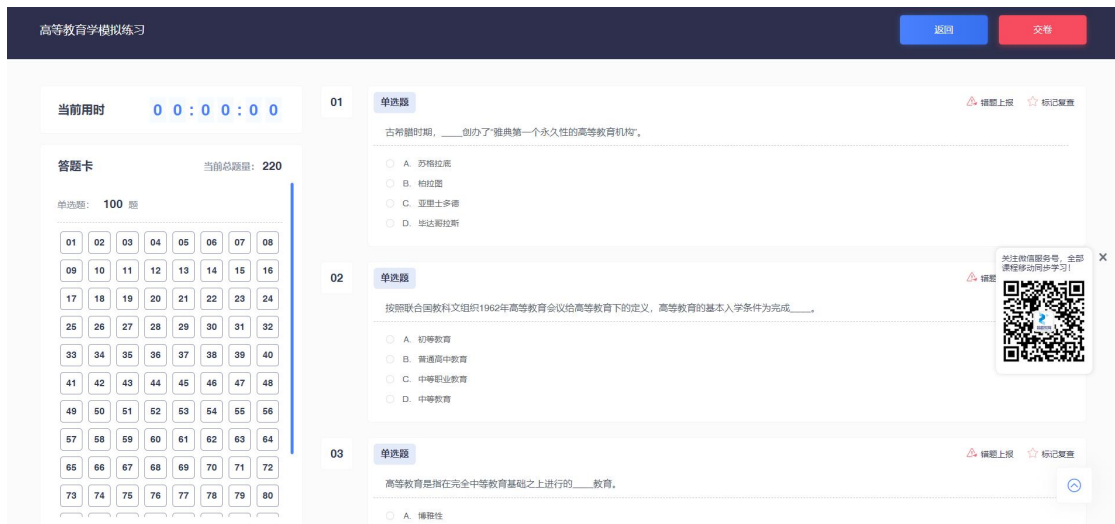 高等教育学模拟练习
返回
交卷
当前用时
00:00:00
答题卡
当前总题量: 220
单选题: 100 题
01 02 03 04 05 06 07 08
09 10 11 12 13 14 15 16
17 18 19 20 21 22 23 24
25 26 27 28 29 30 31 32
33 34 35 36 37 38 39 40
41 42 43 44 45 46 47 48
49 50 51 52 53 54 55 56
57 58 59 60 61 62 63 64
65 66 67 68 69 70 71 72
73 74 75 76 77 78 79 80
01 单选题 错题上报 标记复查
古希腊时期，____创办了“雅典第一个永久性的高等教育机构”。
A. 苏格拉底
B. 柏拉图
C. 亚里士多德
D. 毕达哥拉斯
关注微信服务号，全部
课程移动同步学习！
02 单选题 错题
按照联合国教科文组织1962年高等教育会议给高等教育下的定义，高等教育的基本入学条件为完成____。
A. 初等教育
B. 普通高中教育
C. 中等职业教育
D. 中等教育
03 单选题 错题上报 标记复查
高等教育是指在完全中等教育基础之上进行的____教育。
A. 博雅性